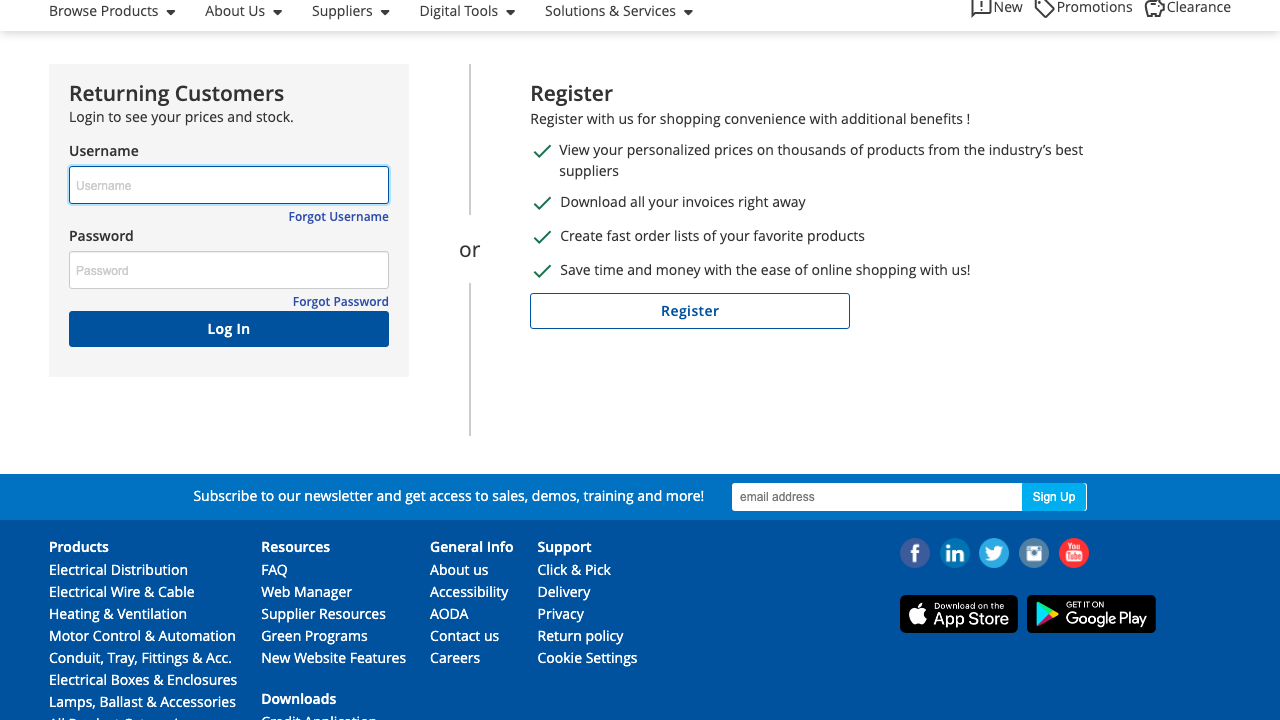 Browse Products
About Us
Suppliers
Digital Tools
Solutions & Services
New
Promotions
Clearance
Returning Customers
Login to see your prices and stock.
Username
Username
Forgot Username
Password
Password
Forgot Password
Log In
or
Register
Register with us for shopping convenience with additional benefits !
View your personalized prices on thousands of products from the industry's best
suppliers
Download all your invoices right away
Create fast order lists of your favorite products
Save time and money with the ease of online shopping with us!
Register
Subscribe to our newsletter and get access to sales, demos, training and more!
email address
Sign Up
Products
Electrical Distribution
Electrical Wire & Cable
Heating & Ventilation
Motor Control & Automation
Conduit, Tray, Fittings & Acc.
Electrical Boxes & Enclosures
Lamps, Ballast & Accessories
Resources
FAQ
Web Manager
Supplier Resources
Green Programs
New Website Features
Downloads
Credit Application
General Info
About us
Accessibility
AODA
Contact us
Careers
Support
Click & Pick
Delivery
Privacy
Return policy
Cookie Settings
You
Tube
Download on the
App Store
GET IT ON
Google Play